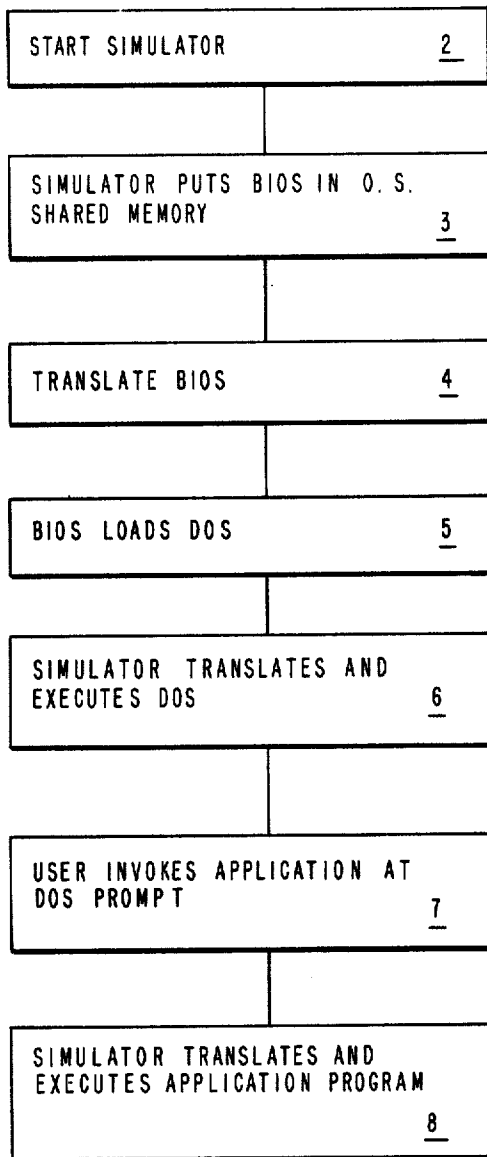 START SIMULATOR 2
SIMULATOR PUTS BIOS IN O.S.
SHARED MEMORY
3
TRANSLATE BIOS 4
BIOS LOADS DOS 5
SIMULATOR TRANSLATES AND
EXECUTES DOS 6
USER INVOKES APPLICATION AT
DOS PROMPT
7
SIMULATOR TRANSLATES AND
EXECUTES APPLICATION PROGRAM
8